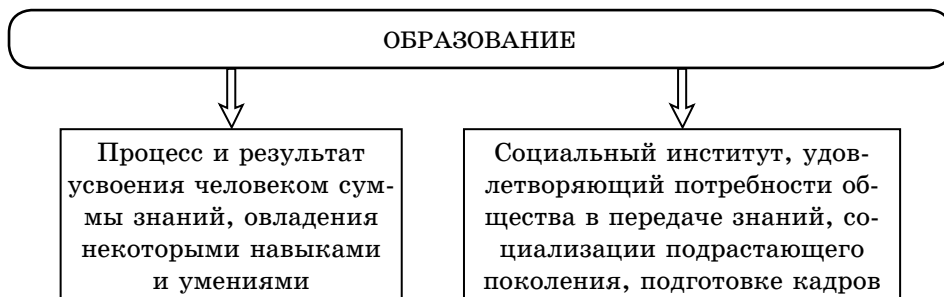 ОБРАЗОВАНИЕ
Процесс и результат
усвоения человеком сум-
мы знаний, овладения
некоторыми навыками
и умениями
Социальный институт, удов-
летворяющий потребности об-
щества в передаче знаний, со-
циализации подрастающего
поколения, подготовке кадров